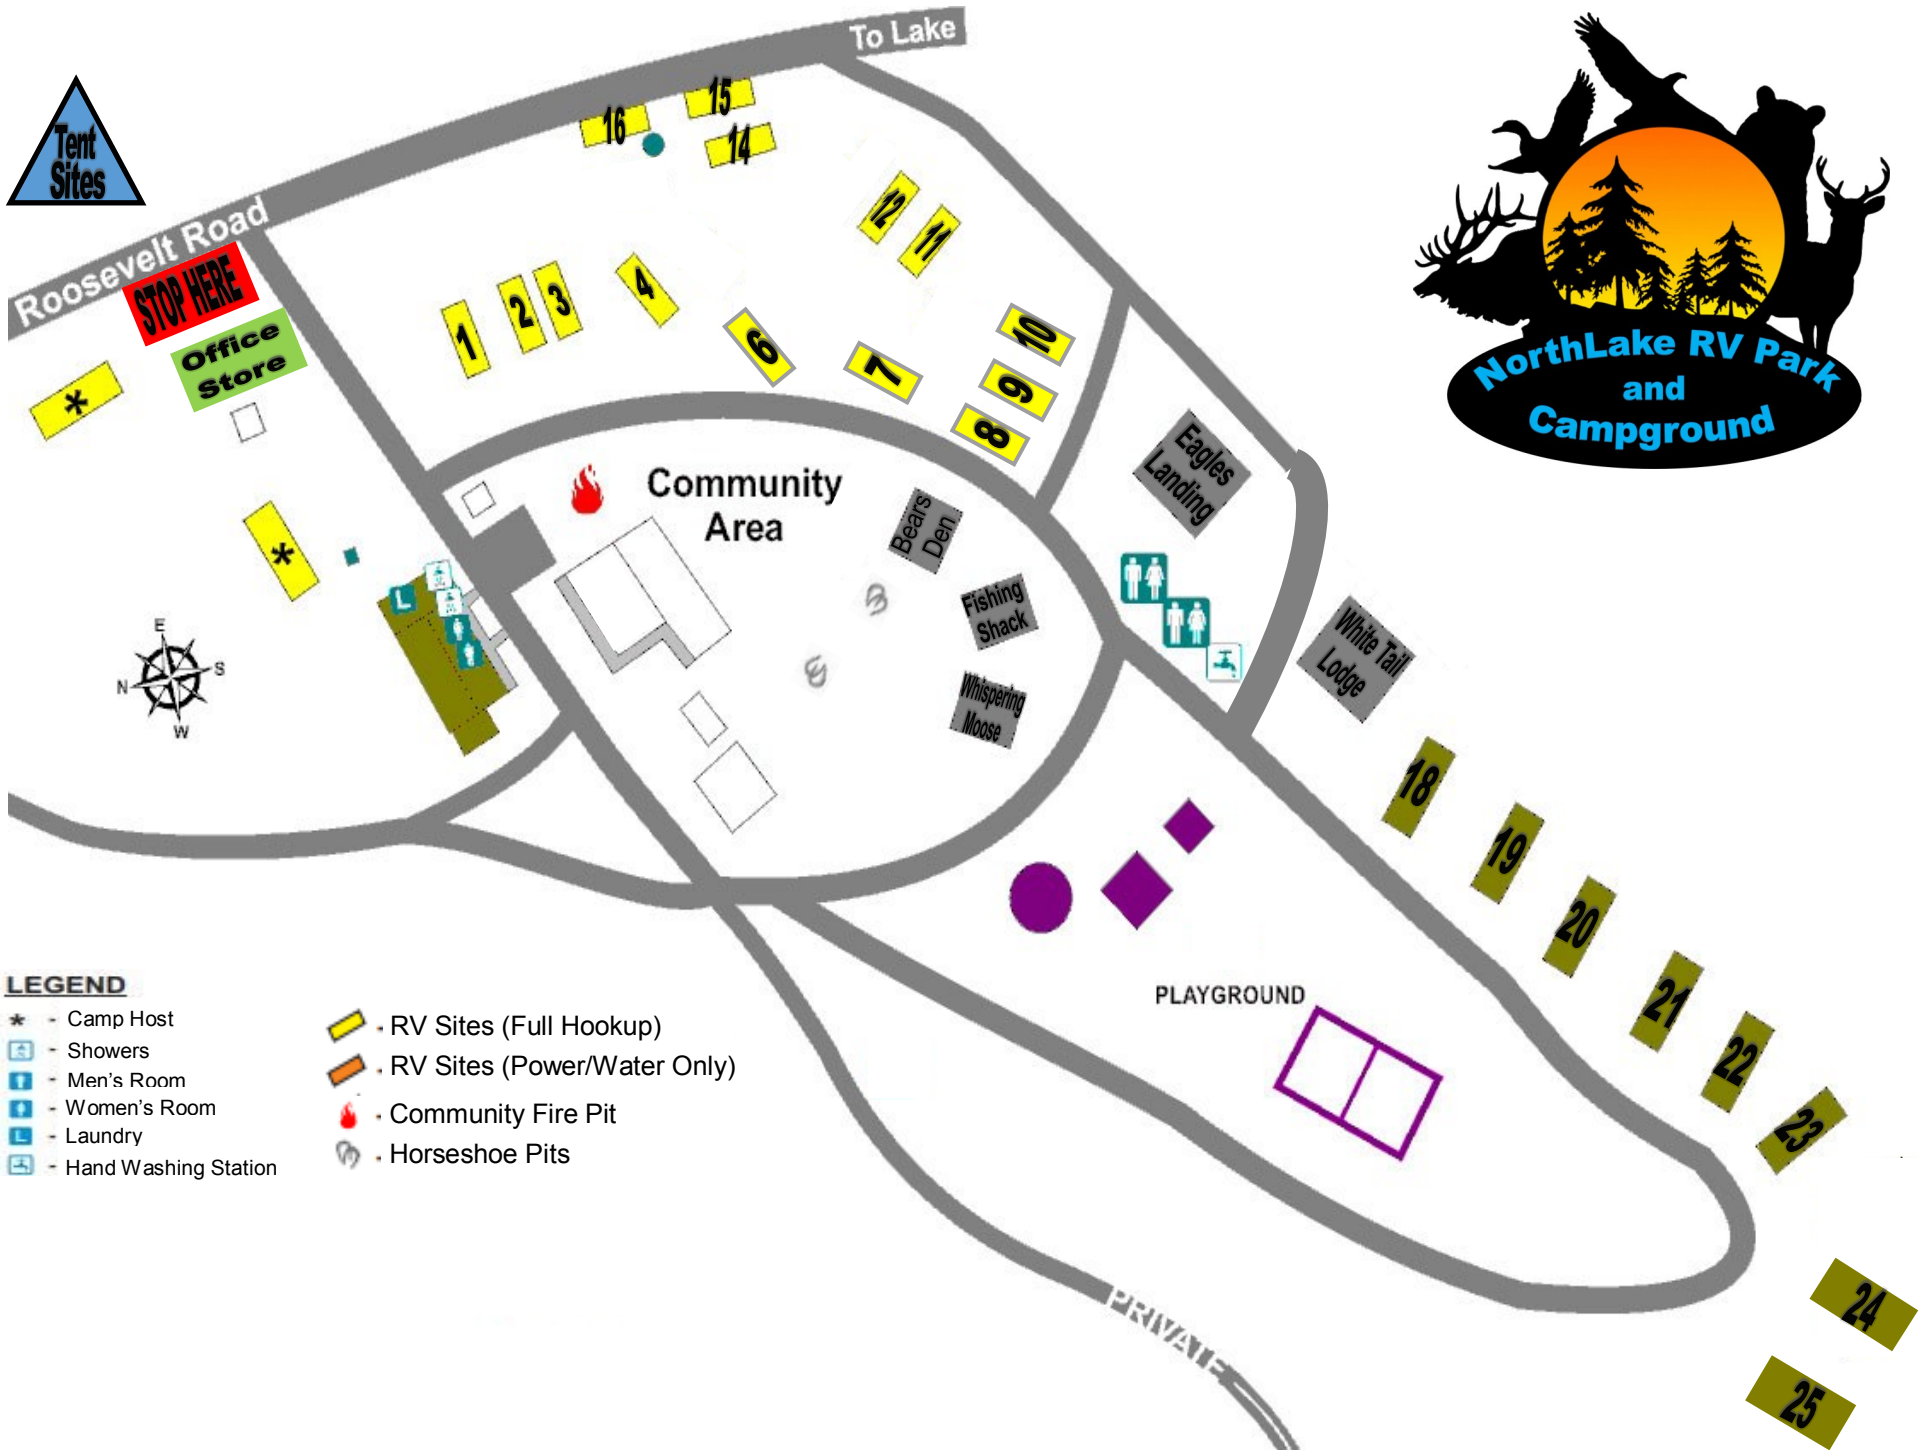 To Lake
15
16
14
Tent
Sites
12
11
Roosevelt Road
STOP HERE
Office
Store
1
2
3
4
6
7
10
9
8
*
*
NorthLake RV Park
and
Campground
Community
Area
Eagles
Landing
Bears
Den
Fishing
Shack
Whispering
Moose
White Tail
Lodge
L
E
S
N
W
18
19
20
21
22
23
24
25
PLAYGROUND
PRIVATE
LEGEND
* - Camp Host
- Showers
- Men's Room
- Women's Room
L - Laundry
- Hand Washing Station
- RV Sites (Full Hookup)
- RV Sites (Power/Water Only)
- Community Fire Pit
- Horseshoe Pits